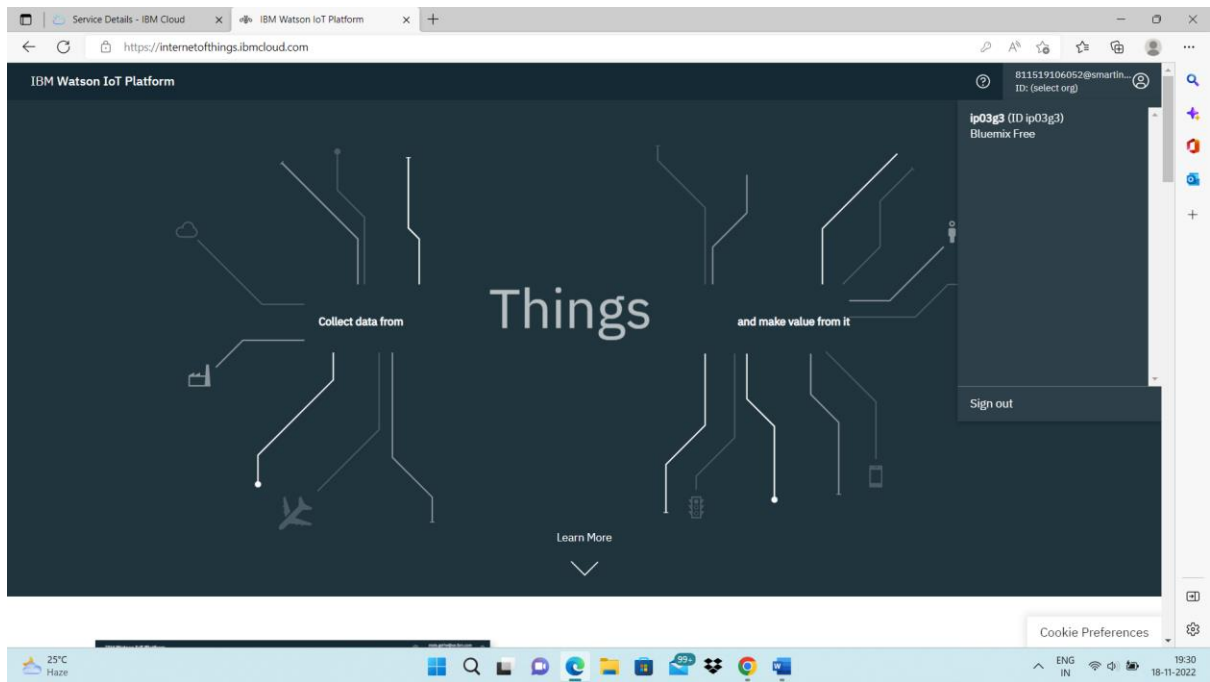 Service Details - IBM Cloud
IBM Watson IoT Platform
https://internetofthings.ibmcloud.com
IBM Watson IoT Platform
811519106052@smartin...
ID: (select org)
ip03g3 (ID ip03g3)
Bluemix Free
Sign out
Collect data from
Things
and make value from it
Learn More
Cookie Preferences
25°C
Haze
99+
ENG
IN
19:30
18-11-2022